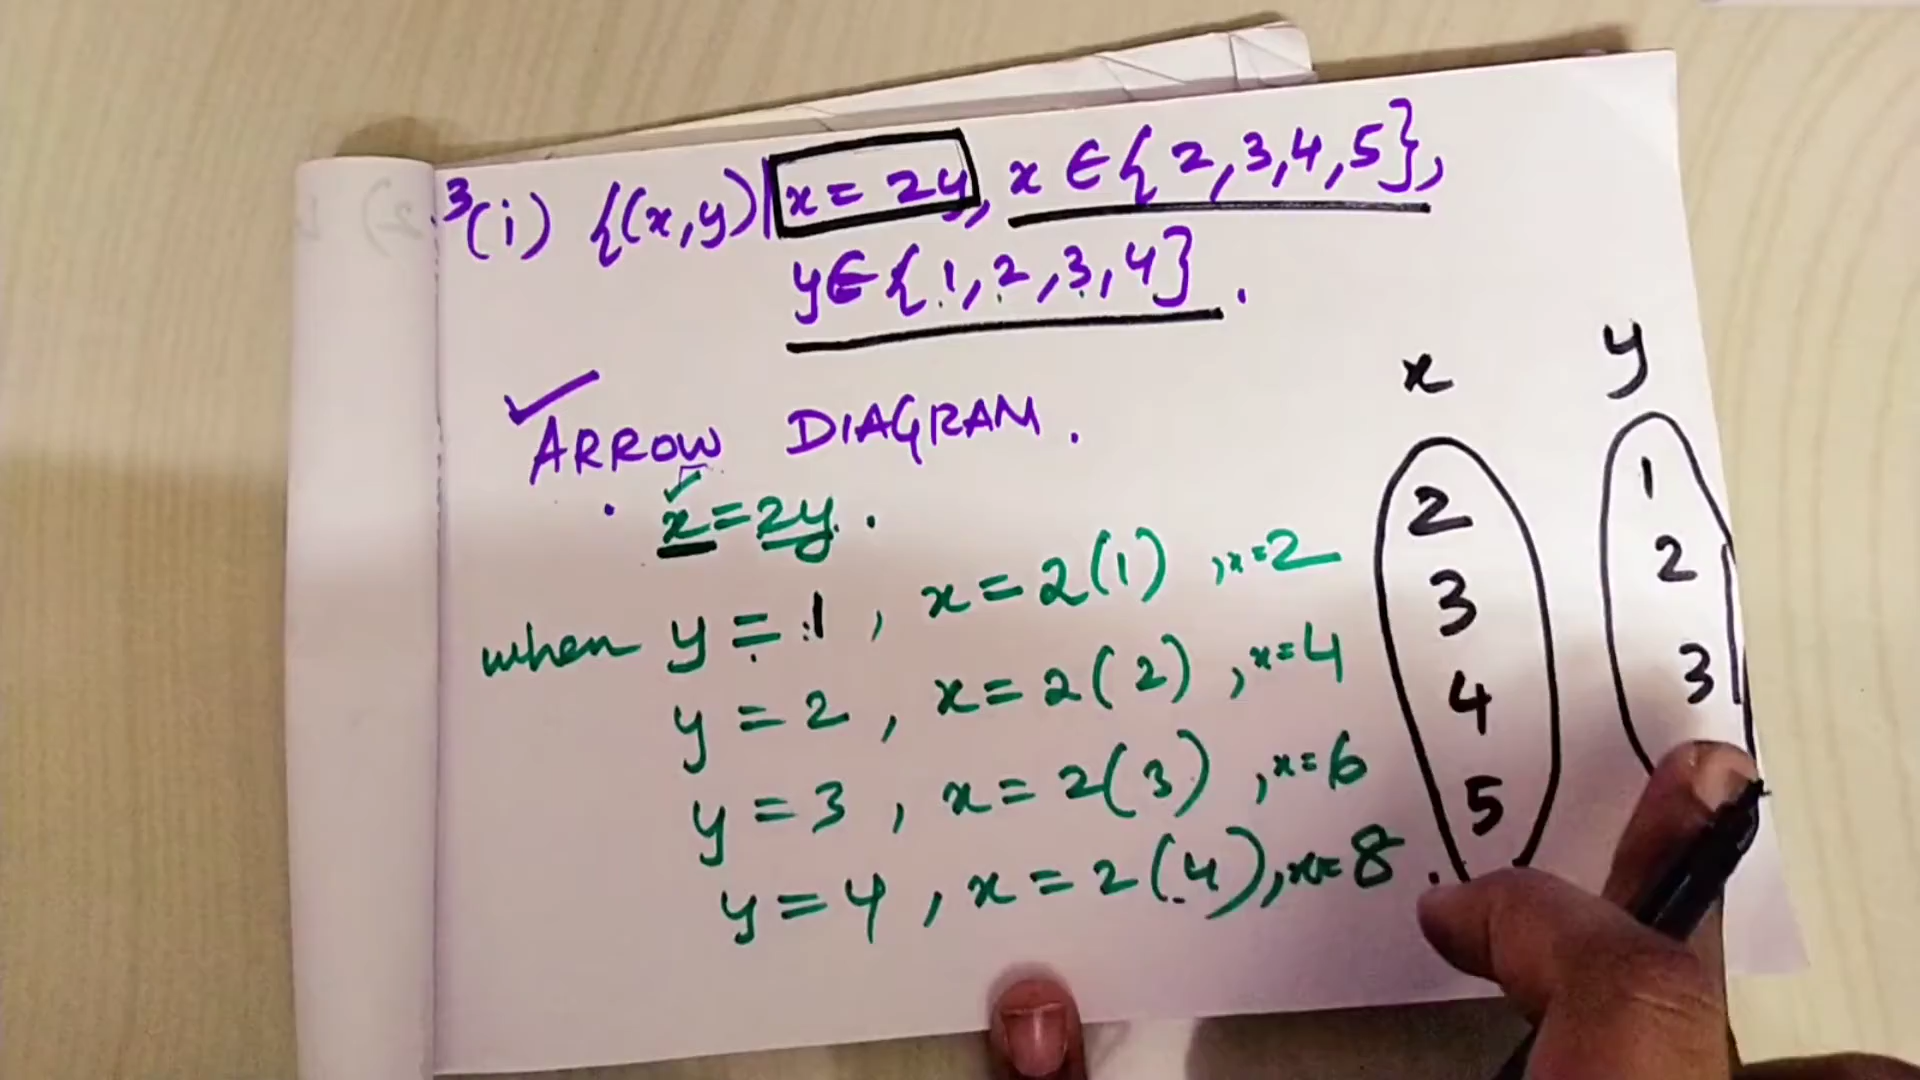 3(i) {(x,y)|x = 2y, x ∈ {2,3,4,5},
y∈{1,2,3,4}.
ARROW DIAGRAM.
x=2y.
when y = 1, x = 2(1), x=2
y = 2, x = 2(2), x=4
y = 3, x = 2(3), x=6
y = 4, x = 2(4), x=8.
x y
2 1
3 2
4 3
5